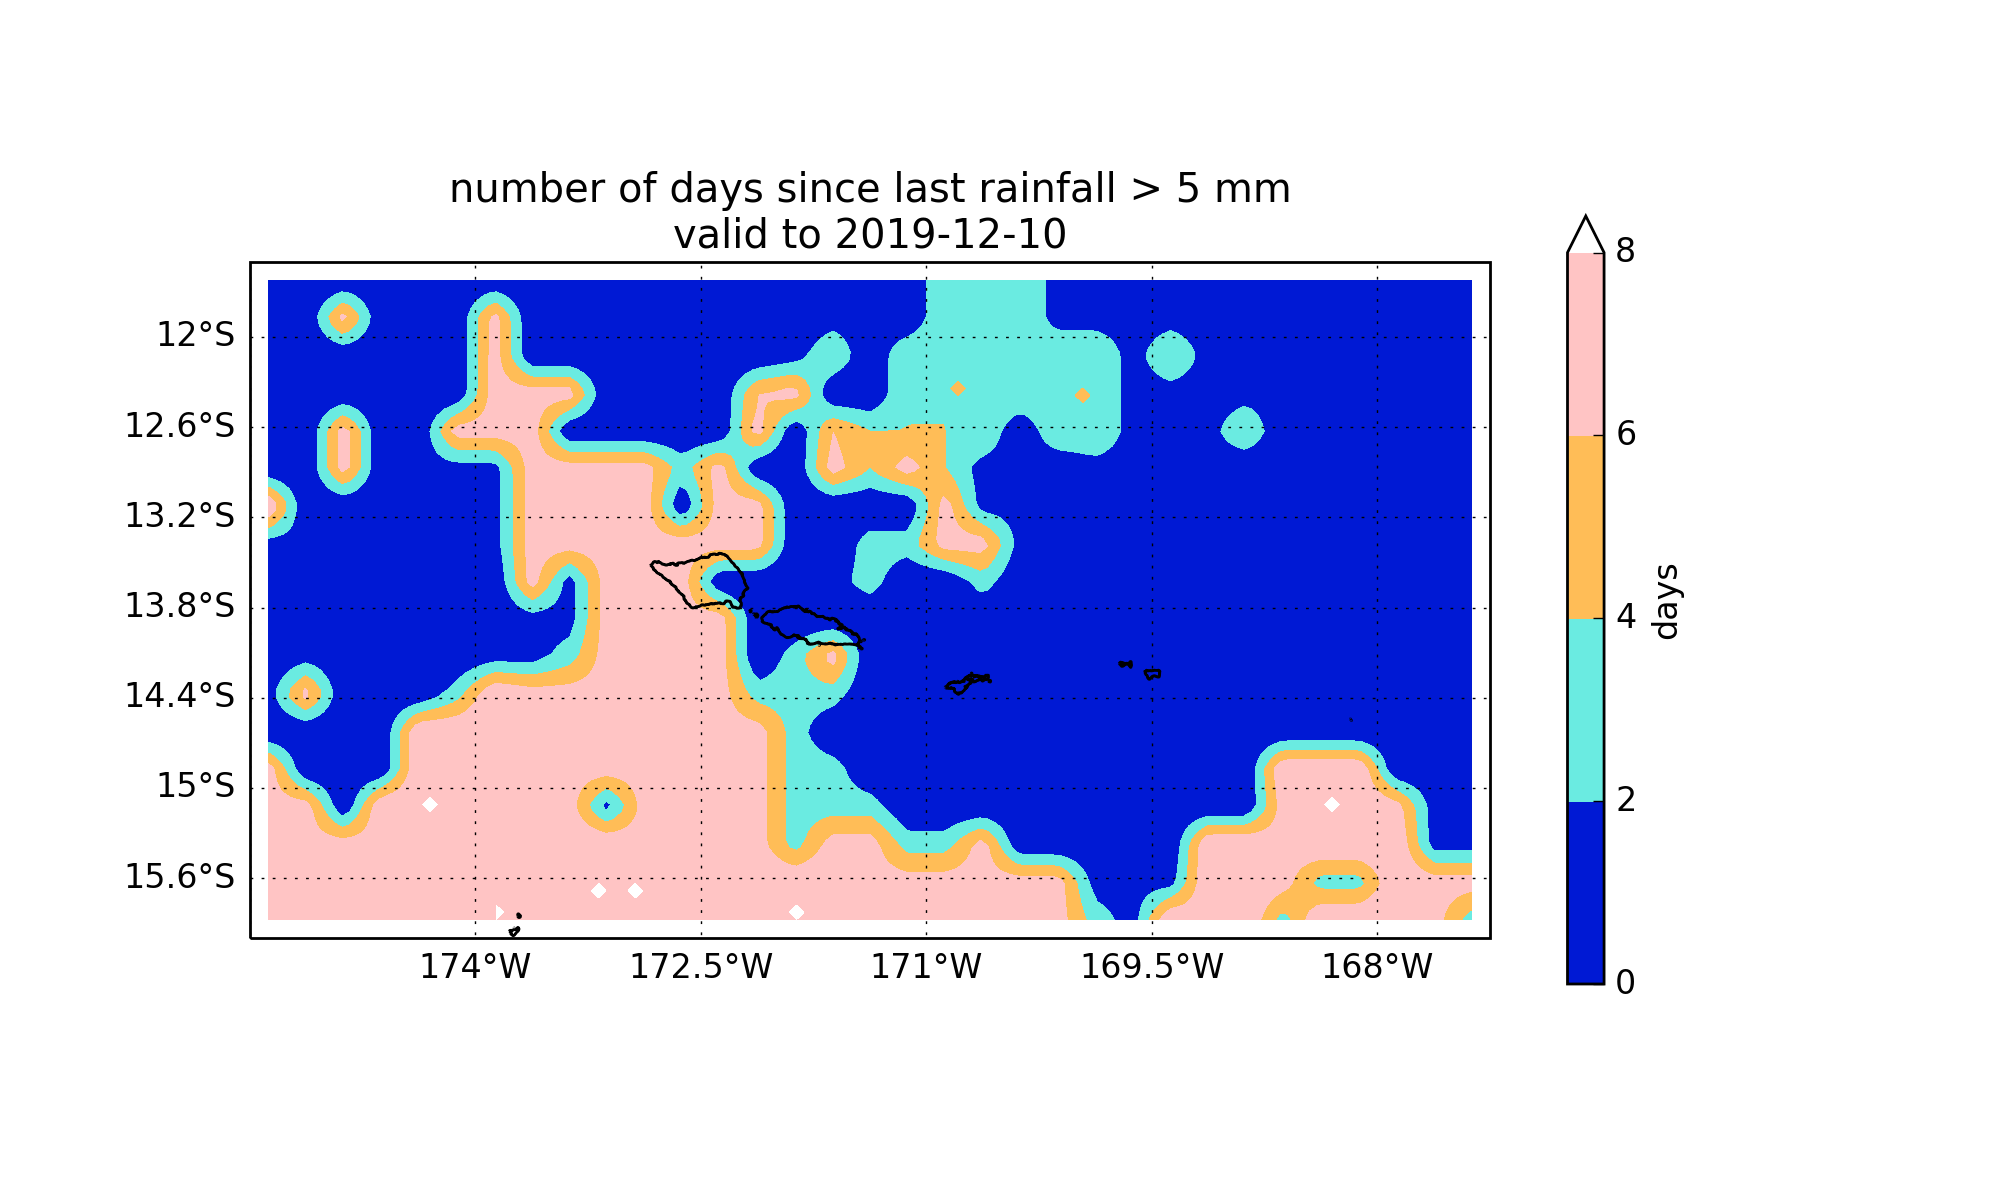 number of days since last rainfall > 5 mm
valid to 2019-12-10
12°S
12.6°S
13.2°S
13.8°S
14.4°S
15°S
15.6°S
174°W
172.5°W
171°W
169.5°W
168°W
8
6
4
2
0
days